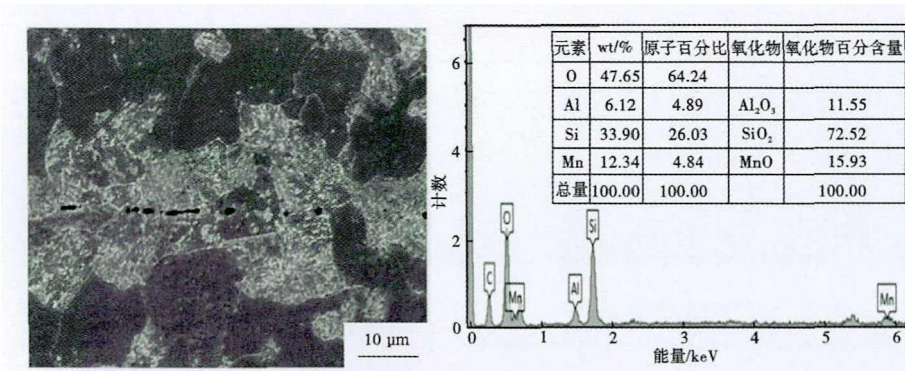 10 μm
元素 wt/% 原子百分比 氧化物 氧化物百分含量
O 47.65 64.24
Al 6.12 4.89 Al₂O₃ 11.55
Si 33.90 26.03 SiO₂ 72.52
Mn 12.34 4.84 MnO 15.93
总量 100.00 100.00 100.00
6
4
2
0
计数
C
O
Mn
Al
Si
Mn
0 1 2 3 4 5 6
能量/keV